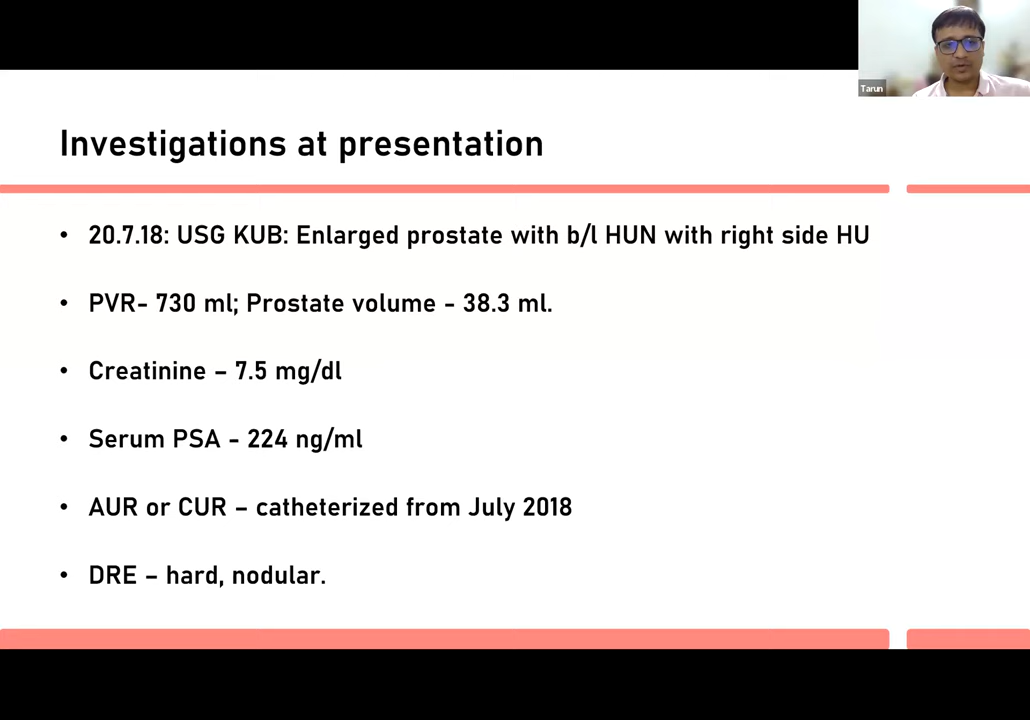 Tarun
Investigations at presentation
• 20.7.18: USG KUB: Enlarged prostate with b/l HUN with right side HU
• PVR- 730 ml; Prostate volume - 38.3 ml.
• Creatinine – 7.5 mg/dl
• Serum PSA - 224 ng/ml
• AUR or CUR – catheterized from July 2018
• DRE – hard, nodular.